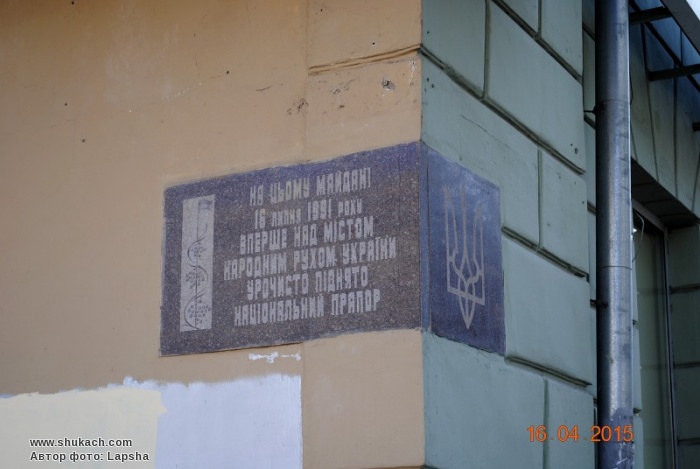 НА ЦЬОМУ МАЙДАНІ
16 ЛИПНЯ 1991 РОКУ
ВПЕРШЕ НАД МІСТОМ
НАРОДНИМ РУХОМ УКРАЇНИ
УРОЧИСТО ПІДНЯТО
НАЦІОНАЛЬНИЙ ПРАПОР
www.shukach.com
Автор фото: Lapsha
16.04.2015